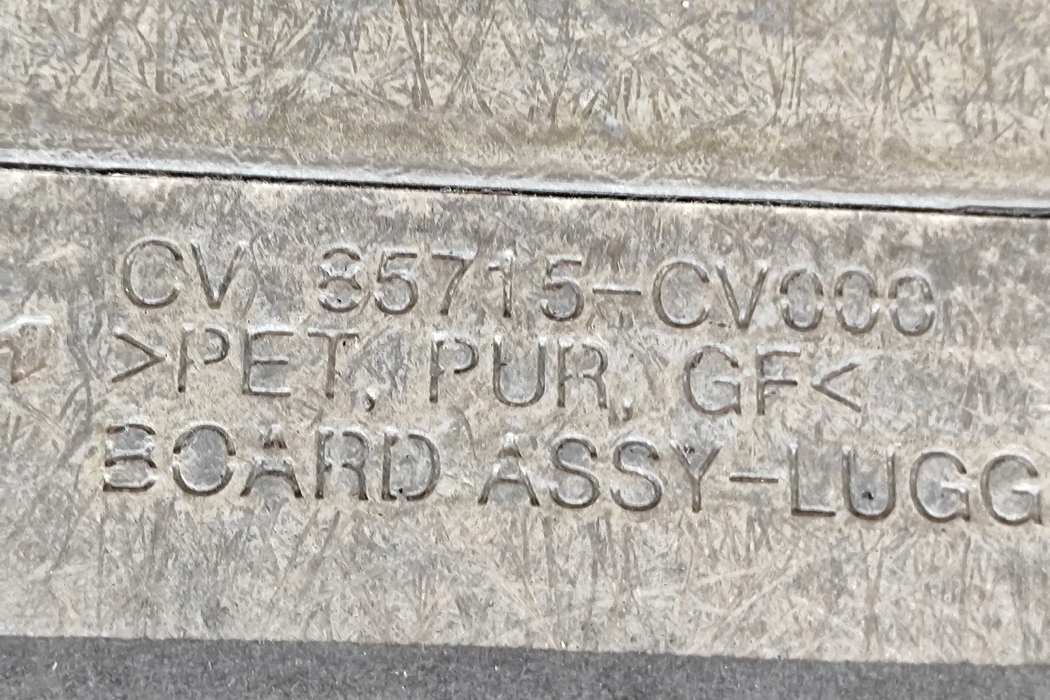 CV 85715-CV000
>PET, PUR, GF<
BOARD ASSY-LUGG